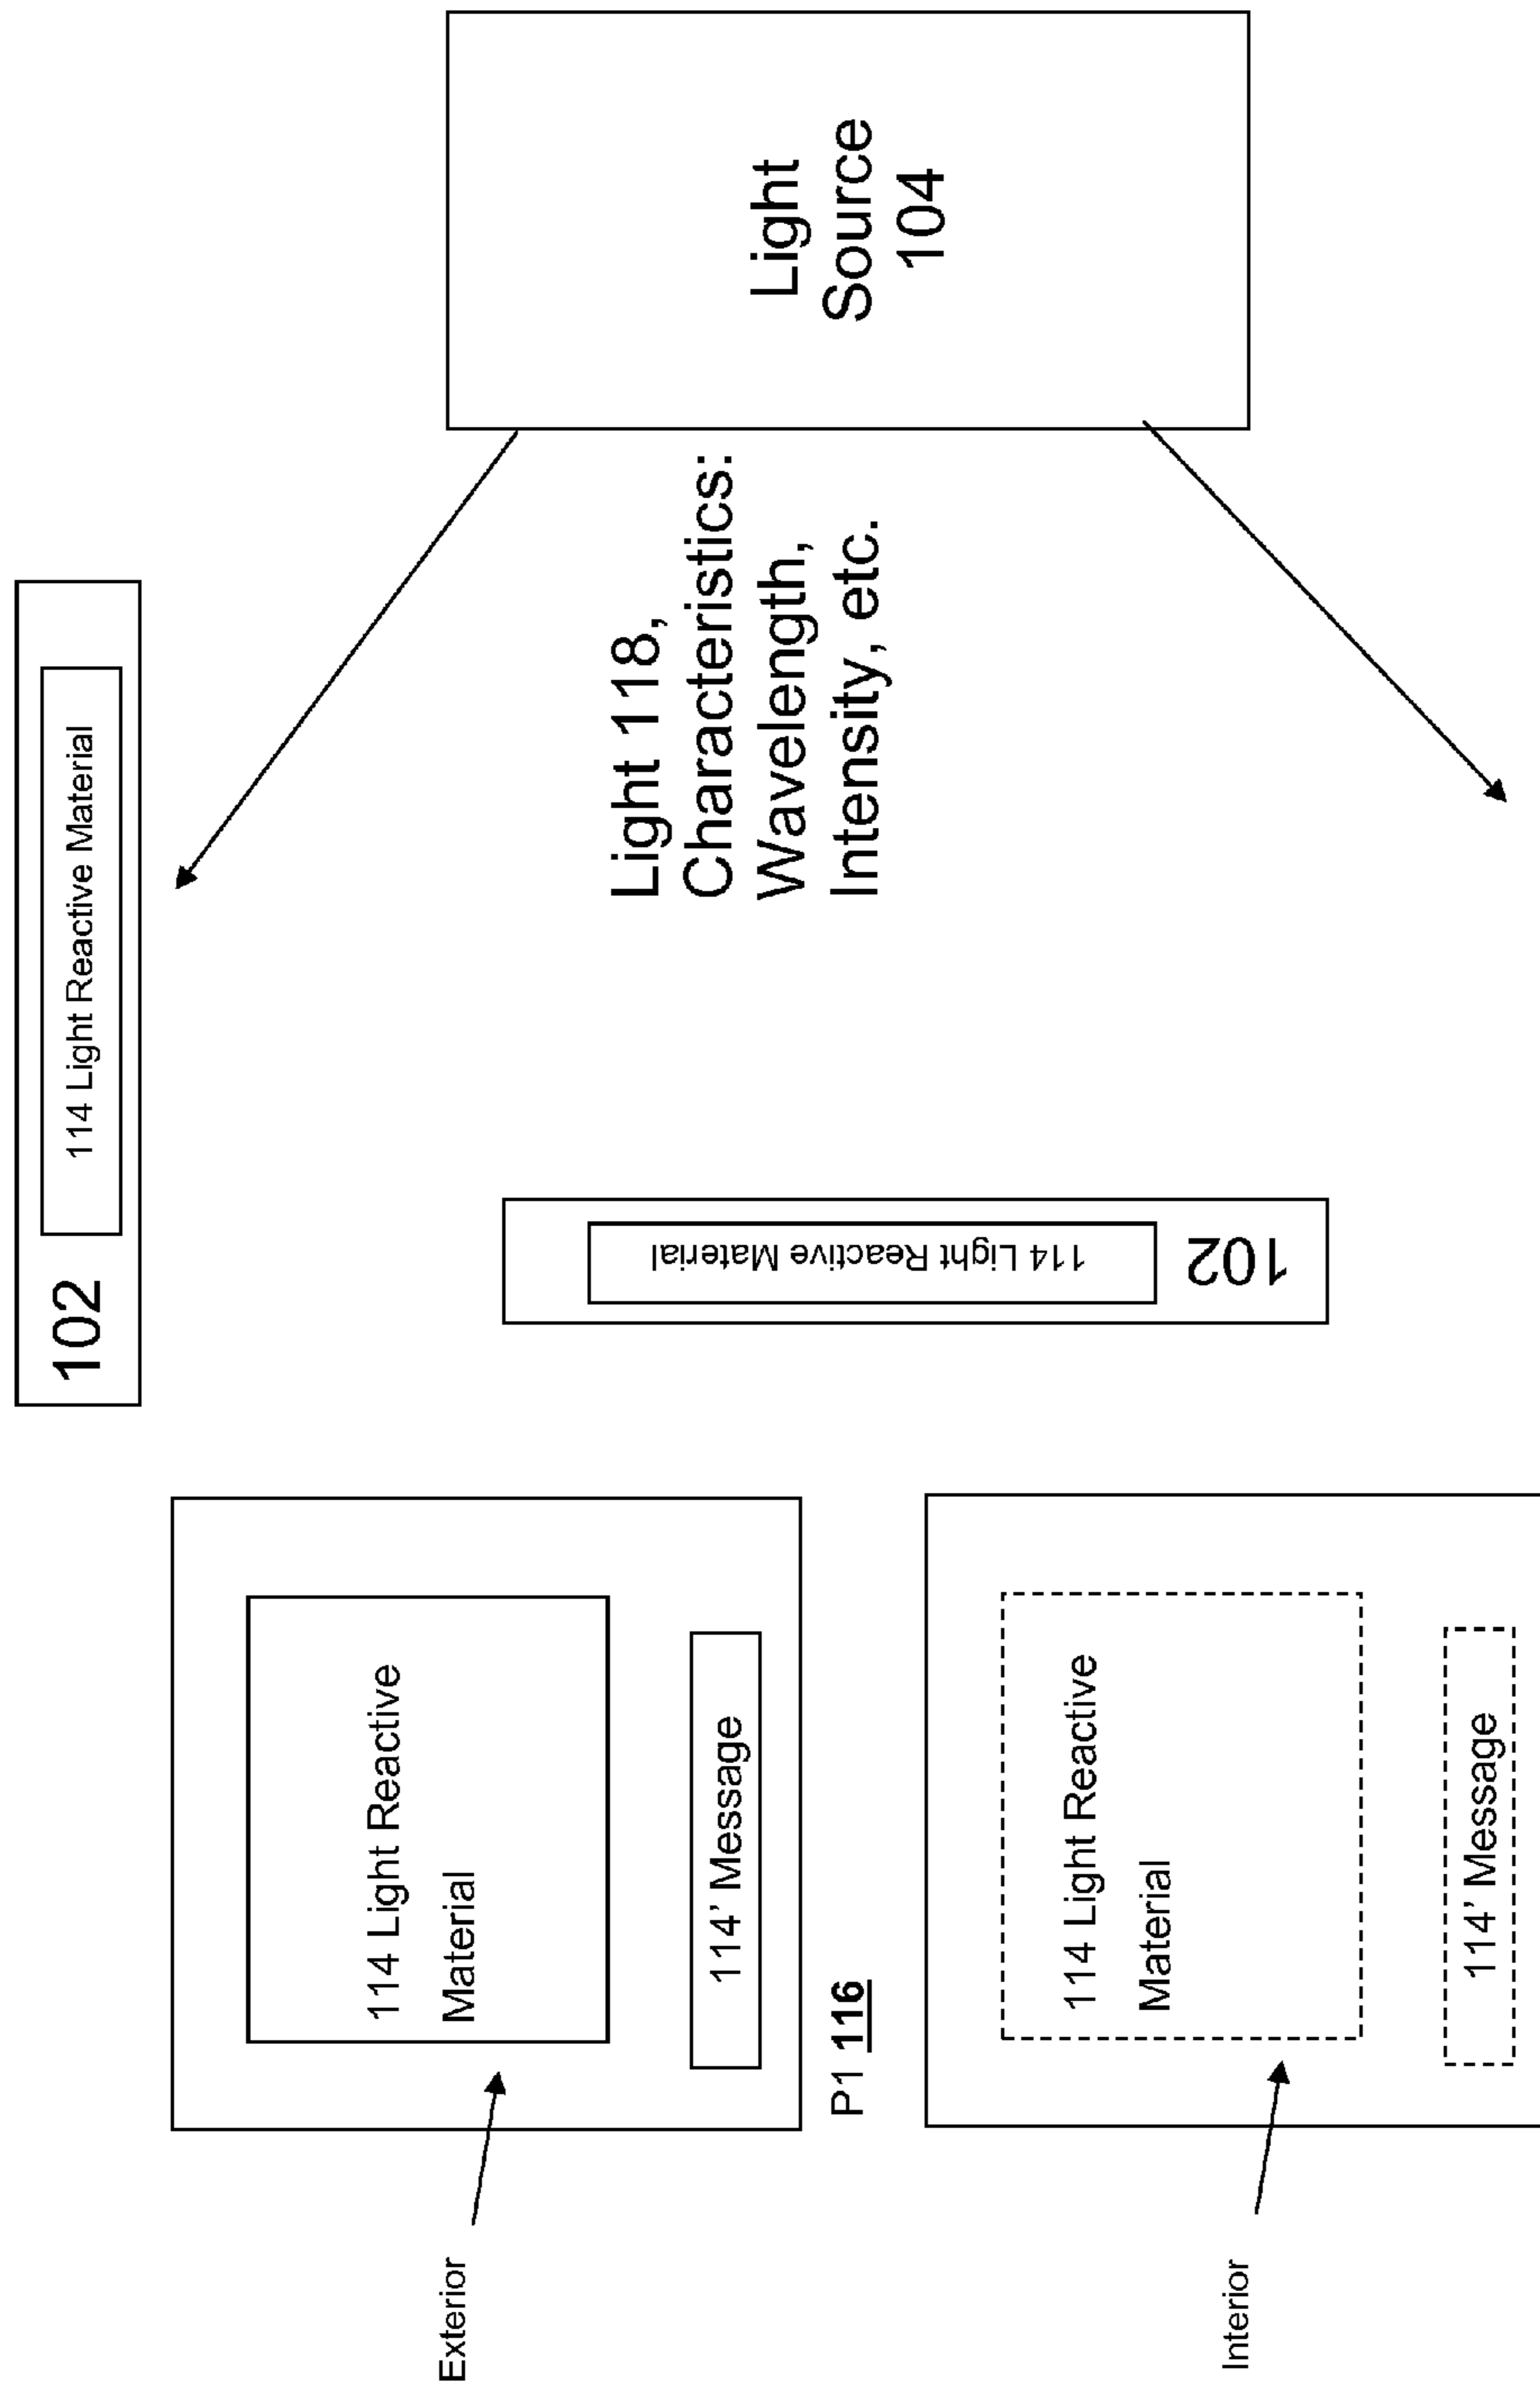 102 114 Light Reactive Material
Exterior
114 Light Reactive
Material
114’ Message
P1 116
Interior
114 Light Reactive
Material
114’ Message
114 Light Reactive Material
102
Light 118,
Characteristics:
Wavelength,
Intensity, etc.
Light
Source
104